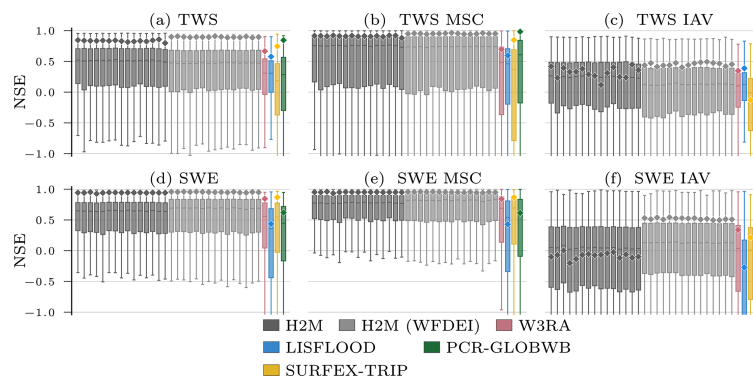 (a) TWS
(b) TWS MSC
(c) TWS IAV
NSE
1.0
0.5
0.0
−0.5
−1.0
(d) SWE
(e) SWE MSC
(f) SWE IAV
NSE
1.0
0.5
0.0
−0.5
−1.0
H2M
H2M (WFDEI)
W3RA
LISFLOOD
PCR-GLOBWB
SURFEX-TRIP